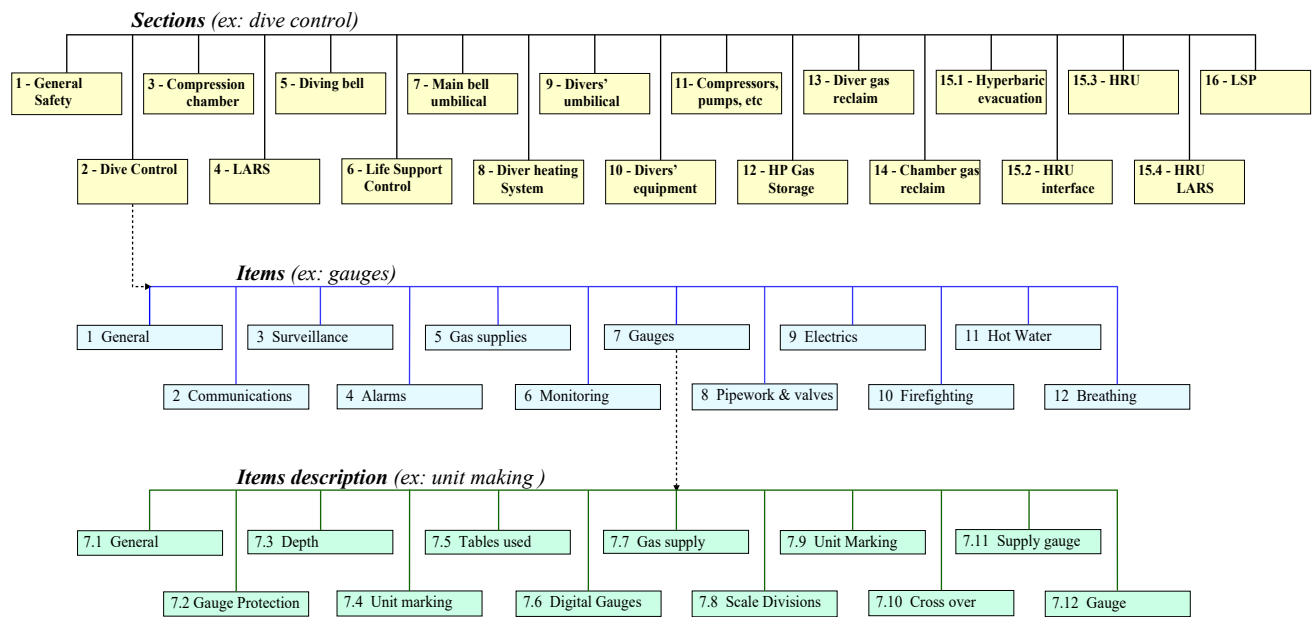 Sections (ex: dive control)
1 - General
Safety
3 - Compression
chamber
5 - Diving bell
7 - Main bell
umbilical
9 - Divers'
umbilical
11- Compressors,
pumps, etc
13 - Diver gas
reclaim
15.1 - Hyperbaric
evacuation
15.3 - HRU
16 - LSP
2 - Dive Control
4 - LARS
6 - Life Support
Control
8 - Diver heating
System
10 - Divers'
equipment
12 - HP Gas
Storage
14 - Chamber gas
reclaim
15.2 - HRU
interface
15.4 - HRU
LARS
Items (ex: gauges)
1 General
3 Surveillance
5 Gas supplies
7 Gauges
9 Electrics
11 Hot Water
2 Communications
4 Alarms
6 Monitoring
8 Pipework & valves
10 Firefighting
12 Breathing
Items description (ex: unit making )
7.1 General
7.3 Depth
7.5 Tables used
7.7 Gas supply
7.9 Unit Marking
7.11 Supply gauge
7.2 Gauge Protection
7.4 Unit marking
7.6 Digital Gauges
7.8 Scale Divisions
7.10 Cross over
7.12 Gauge